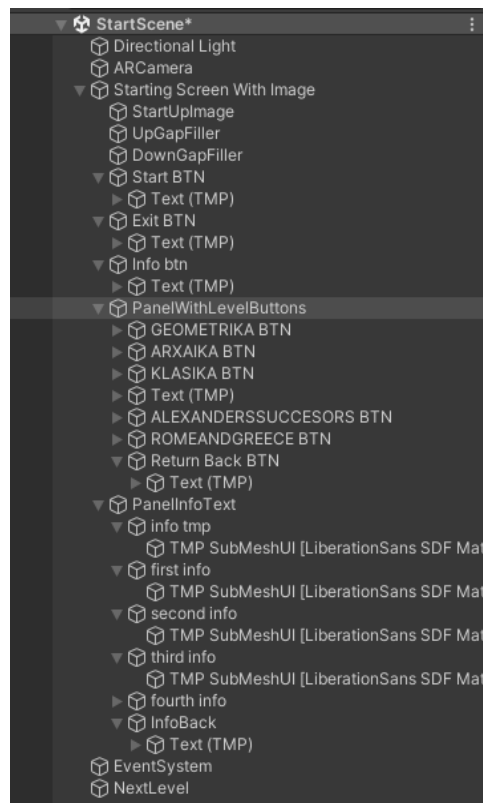 StartScene*
Directional Light
ARCamera
Starting Screen With Image
StartUpImage
UpGapFiller
DownGapFiller
Start BTN
Text (TMP)
Exit BTN
Text (TMP)
Info btn
Text (TMP)
PanelWithLevelButtons
GEOMETRIKA BTN
ARXAIKA BTN
KLASIKA BTN
Text (TMP)
ALEXANDERSSUCCESORS BTN
ROMEANDGREECE BTN
Return Back BTN
Text (TMP)
PanelInfoText
info tmp
TMP SubMeshUI [LiberationSans SDF Mat
first info
TMP SubMeshUI [LiberationSans SDF Mat
second info
TMP SubMeshUI [LiberationSans SDF Mat
third info
TMP SubMeshUI [LiberationSans SDF Mat
fourth info
InfoBack
Text (TMP)
EventSystem
NextLevel